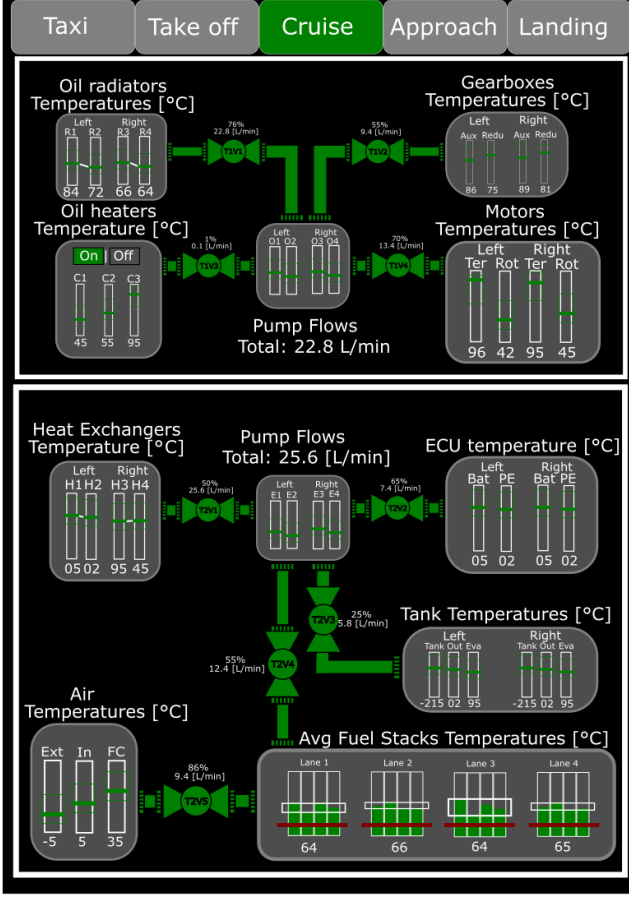 Taxi Take off Cruise Approach Landing
Oil radiators
Temperatures [°C]
Left Right
R1 R2 R3 R4
84 72 66 64
76%
22.8 [L/min]
T1V1
55%
9.4 [L/min]
T1V2
Gearboxes
Temperatures [°C]
Left Right
Aux Redu Aux Redu
86 75 89 81
Oil heaters
Temperature [°C]
On Off
C1 C2 C3
45 55 95
1%
0.1 [L/min]
T1V3
Left Right
O1 O2 O3 O4
Pump Flows
Total: 22.8 L/min
70%
13.4 [L/min]
T1V4
Motors
Temperatures [°C]
Left Right
Ter Rot Ter Rot
96 42 95 45
Heat Exchangers
Temperature [°C]
Left Right
H1 H2 H3 H4
05 02 95 45
50%
25.6 [L/min]
T2V1
Pump Flows
Total: 25.6 [L/min]
Left Right
E1 E2 E3 E4
65%
7.4 [L/min]
T2V2
ECU temperature [°C]
Left Right
Bat PE Bat PE
05 02 05 02
25%
5.8 [L/min]
T2V3
55%
12.4 [L/min]
T2V4
Tank Temperatures [°C]
Left Right
Tank Out Eva Tank Out Eva
-215 02 95 -215 02 95
Air
Temperatures [°C]
Ext In FC
-5 5 35
86%
9.4 [L/min]
T2V5
Avg Fuel Stacks Temperatures [°C]
Lane 1 Lane 2 Lane 3 Lane 4
64 66 64 65